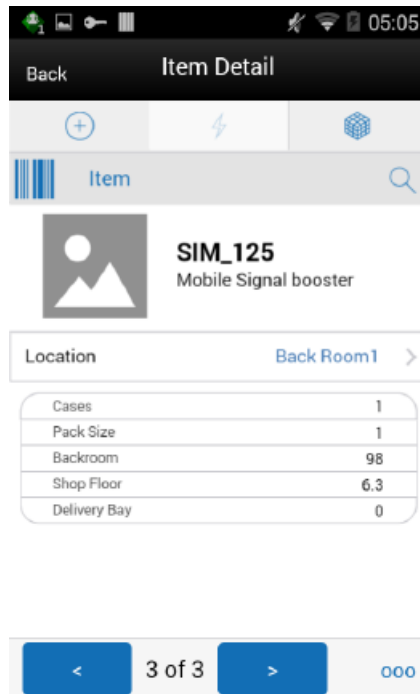 1
05:05
Back
Item Detail
Item
SIM_125
Mobile Signal booster
Location Back Room1 >
Cases 1
Pack Size 1
Backroom 98
Shop Floor 6.3
Delivery Bay 0
< 3 of 3 > ooo